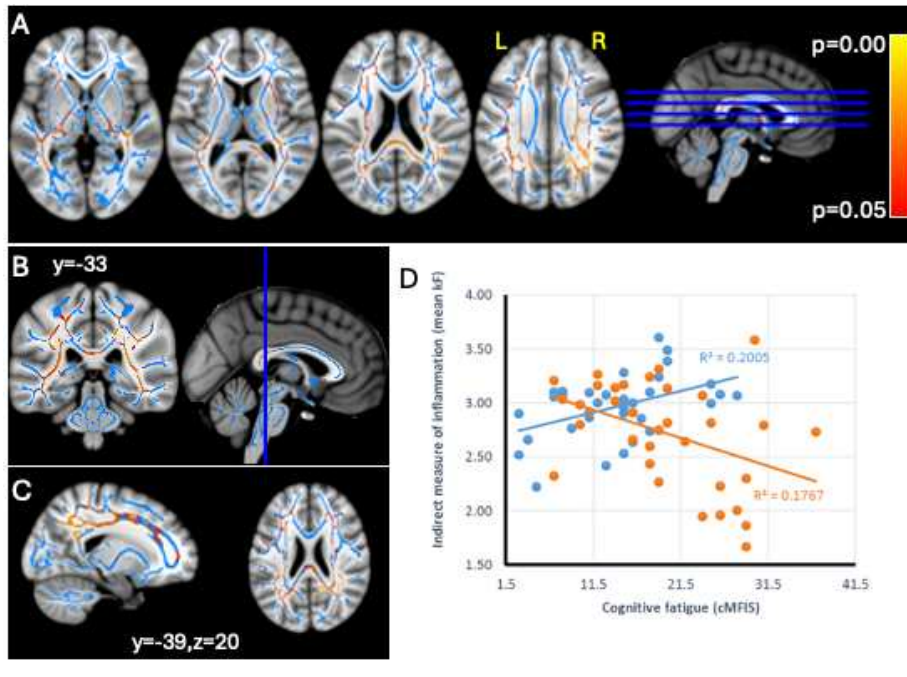 A
L
R
p=0.00
p=0.05
B
y=-33
C
y=-39,z=20
D
Indirect measure of inflammation (mean kF)
4.00
3.50
3.00
2.50
2.00
1.50
R² = 0.2005
R² = 0.1767
1.5
11.5
21.5
31.5
41.5
Cognitive fatigue (cMFIS)